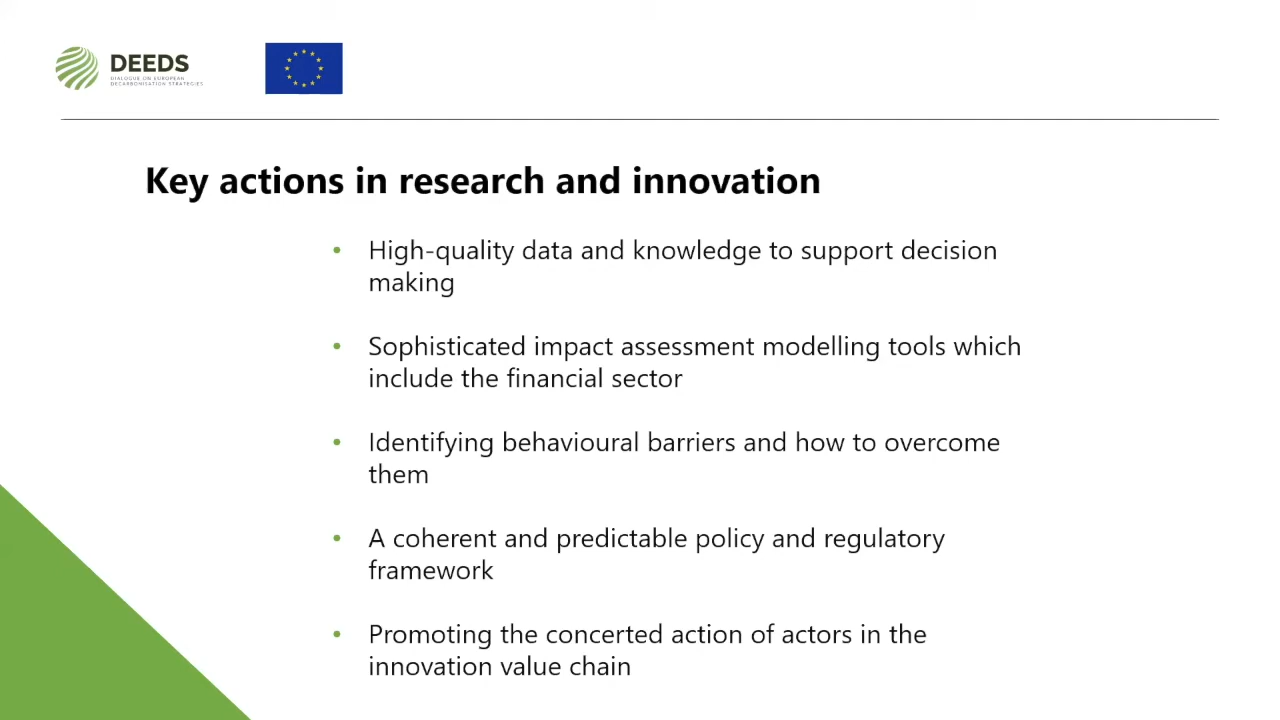 DEEDS
DIALOGUE ON EUROPEAN
DECARBONISATION STRATEGIES
Key actions in research and innovation
• High-quality data and knowledge to support decision
making
• Sophisticated impact assessment modelling tools which
include the financial sector
• Identifying behavioural barriers and how to overcome
them
• A coherent and predictable policy and regulatory
framework
• Promoting the concerted action of actors in the
innovation value chain